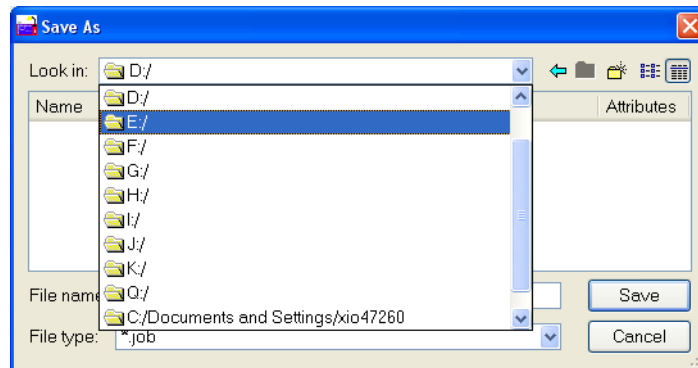 Save As
Look in: D:/
Name Attributes
D:/
E:/
F:/
G:/
H:/
I:/
J:/
K:/
Q:/
C:/Documents and Settings/xio47260
File name
Save
File type: *.job
Cancel